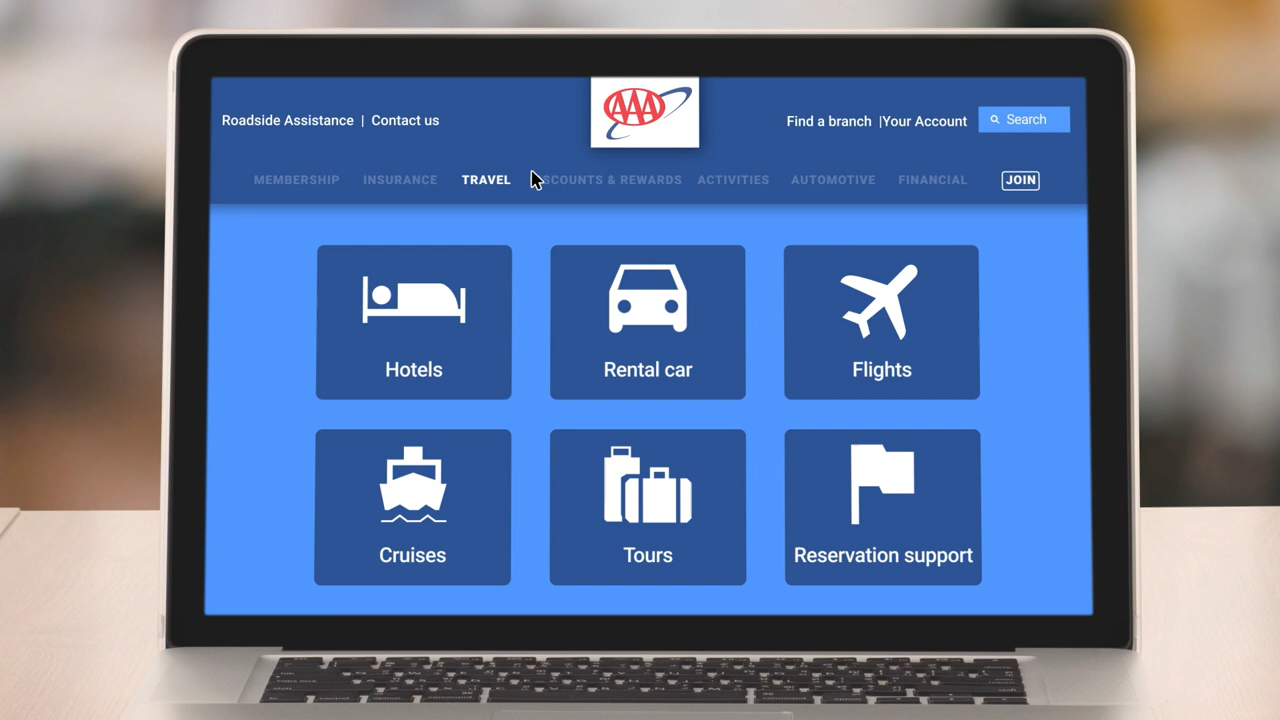 AAA
Roadside Assistance | Contact us
Find a branch |Your Account
Search
MEMBERSHIP INSURANCE TRAVEL SCOUNTS & REWARDS ACTIVITIES AUTOMOTIVE FINANCIAL JOIN
Hotels Rental car Flights
Cruises Tours Reservation support